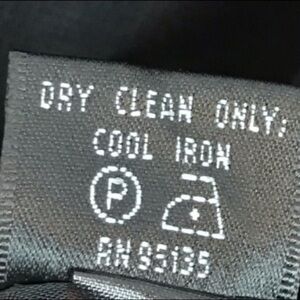 DRY CLEAN ONLY;
COOL IRON
P
RN 95135